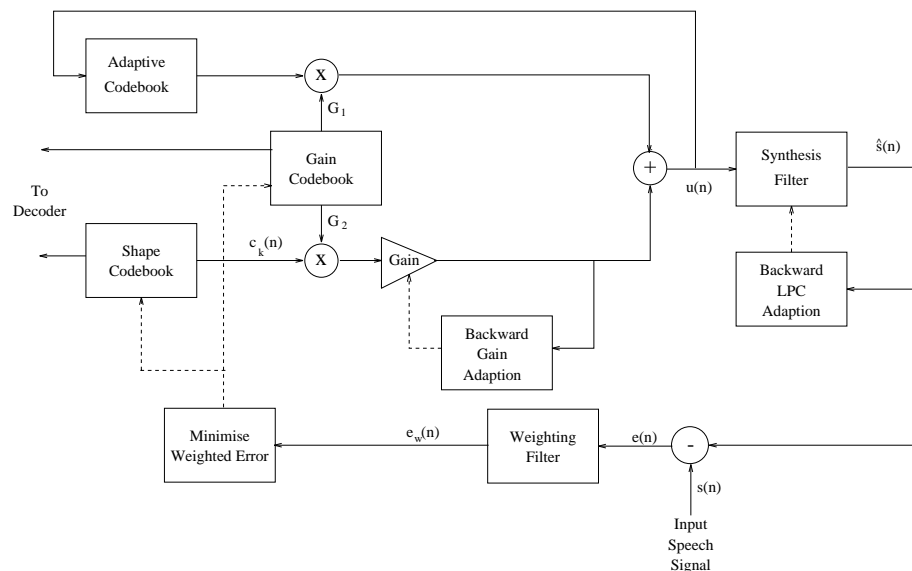 Adaptive
Codebook
X
G1
Gain
Codebook
To
Decoder
G2
Shape
Codebook
ck(n)
X
Gain
+
u(n)
Synthesis
Filter
ŝ(n)
Backward
LPC
Adaption
Backward
Gain
Adaption
Minimise
Weighted Error
ew(n)
Weighting
Filter
e(n)
-
s(n)
Input
Speech
Signal